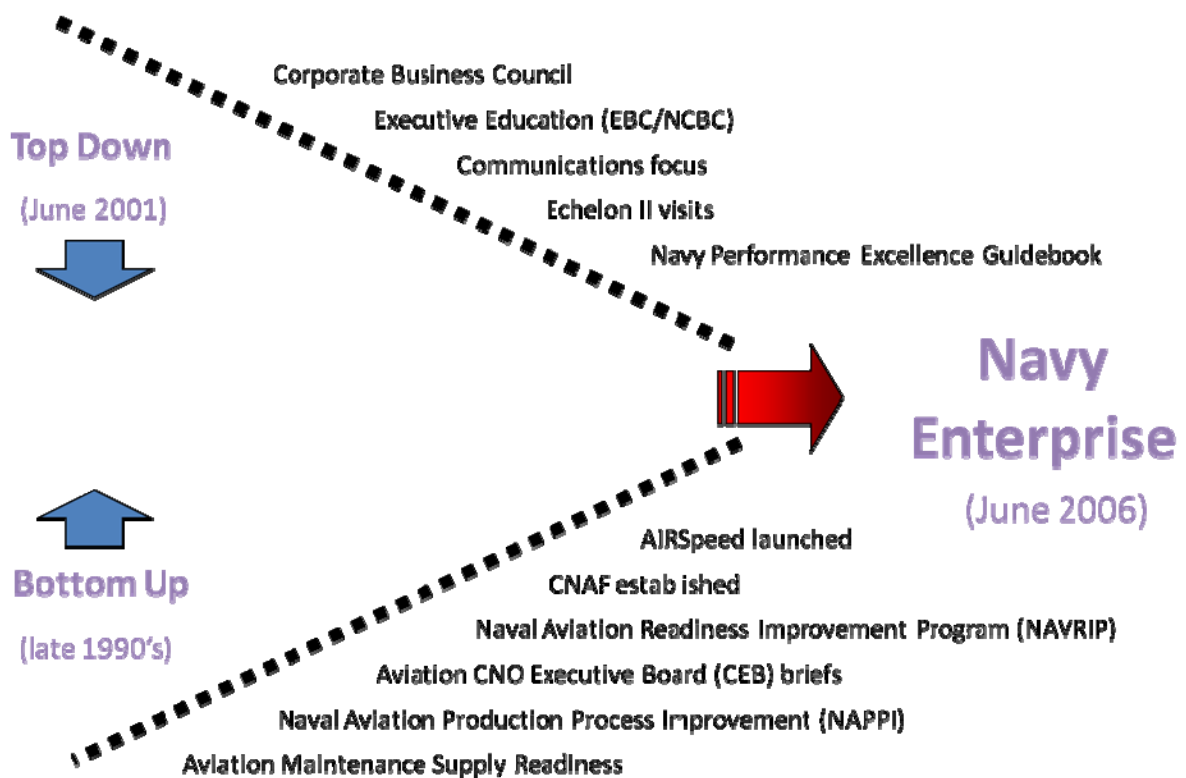 Corporate Business Council
Executive Education (EBC/NCBC)
Top Down
Communications focus
(June 2001)
Echelon II visits
Navy Performance Excellence Guidebook
Navy
Enterprise
(June 2006)
AIRSpeed launched
Bottom Up
CNAF estab ished
(late 1990's)
Naval Aviation Readiness Improvement Program (NAVRIP)
Aviation CNO Executive Board (CEB) briefs
Naval Aviation Production Process Improvement (NAPPI)
Aviation Maintenance Supply Readiness